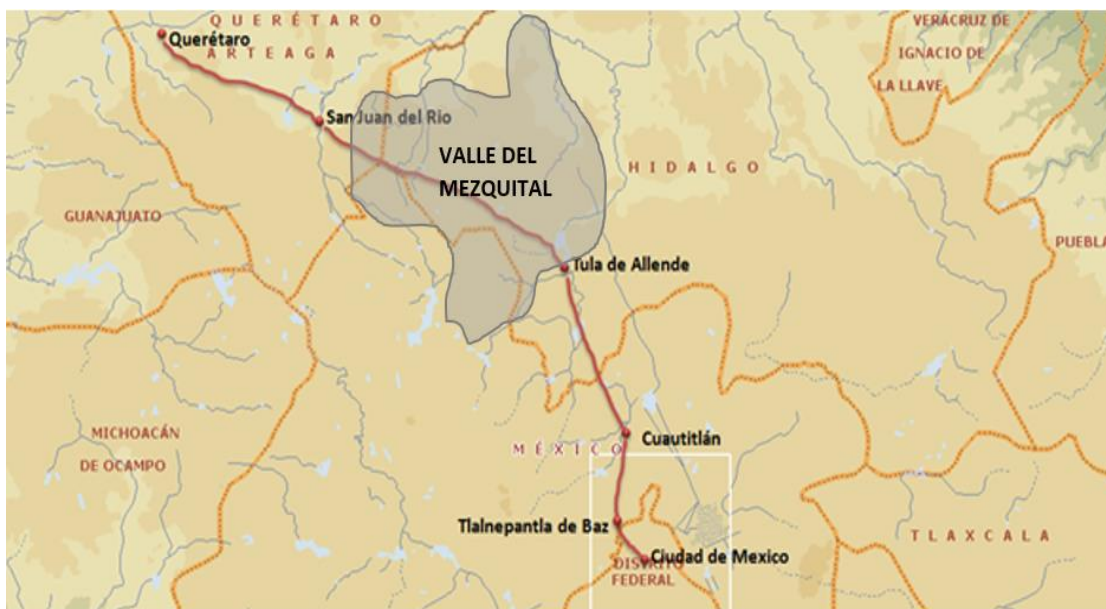 QUERÉTARO
Querétaro
ARTEAGA
VERACRUZ DE
IGNACIO DE
LA LLAVE
San Juan del Rio
VALLE DEL
MEZQUITAL
HIDALGO
GUANAJUATO
PUEBLA
Tula de Allende
MICHOACÁN
DE OCAMPO
MÉXICO
Cuautitlán
Tlalnepantla de Baz
TLAXCALA
Ciudad de Mexico
DISTRITO
FEDERAL